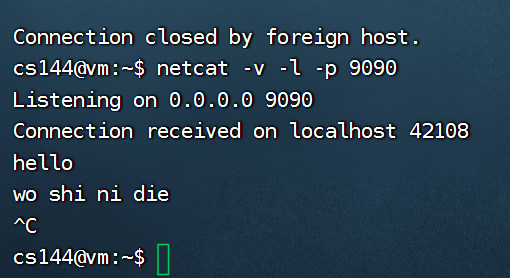 Connection closed by foreign host.
cs144@vm:~$ netcat -v -l -p 9090
Listening on 0.0.0.0 9090
Connection received on localhost 42108
hello
wo shi ni die
^C
cs144@vm:~$